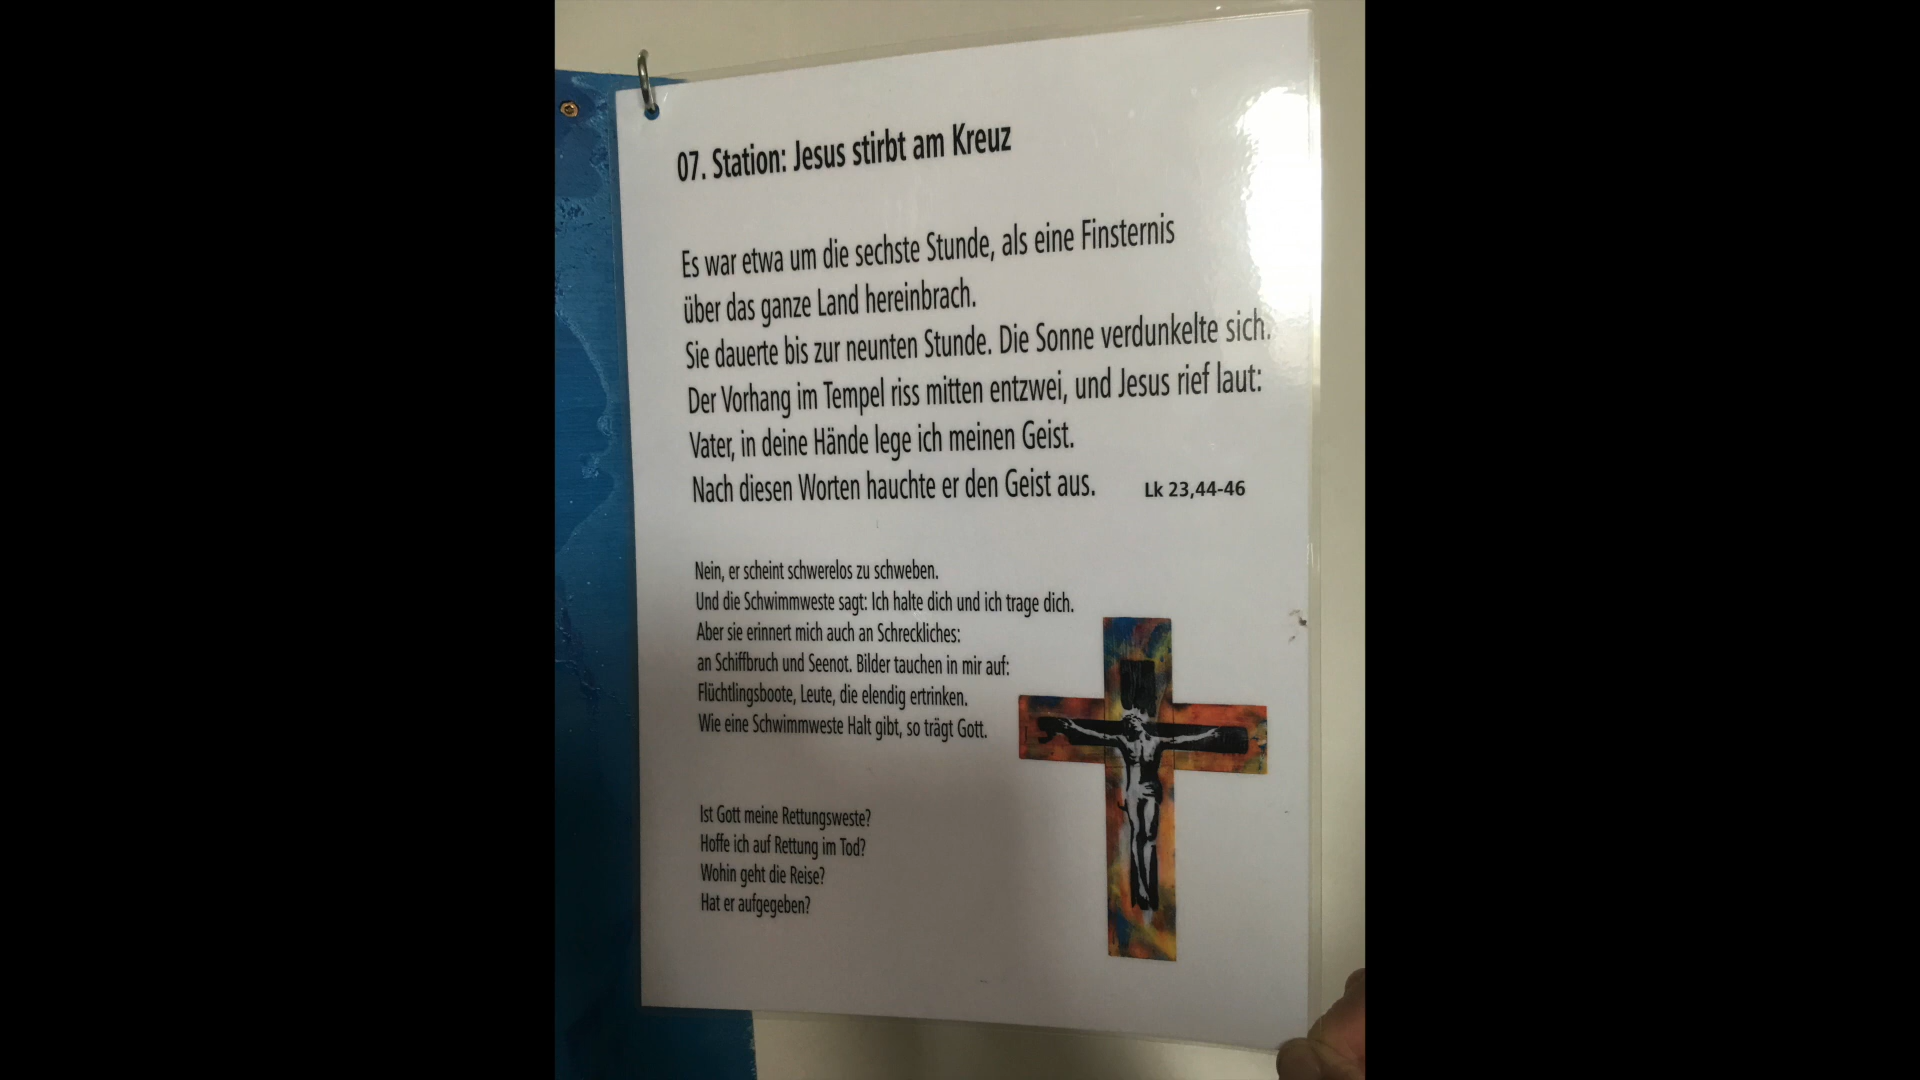 07. Station: Jesus stirbt am Kreuz
Es war etwa um die sechste Stunde, als eine Finsternis
über das ganze Land hereinbrach.
Sie dauerte bis zur neunten Stunde. Die Sonne verdunkelte sich.
Der Vorhang im Tempel riss mitten entzwei, und Jesus rief laut:
Vater, in deine Hände lege ich meinen Geist.
Nach diesen Worten hauchte er den Geist aus. Lk 23,44-46
Nein, er scheint schwerelos zu schweben.
Und die Schwimmweste sagt: Ich halte dich und ich trage dich.
Aber sie erinnert mich auch an Schreckliches:
an Schiffbruch und Seenot. Bilder tauchen in mir auf:
Flüchtlingsboote, Leute, die elendig ertrinken.
Wie eine Schwimmweste Halt gibt, so trägt Gott.
Ist Gott meine Rettungsweste?
Hoffe ich auf Rettung im Tod?
Wohin geht die Reise?
Hat er aufgegeben?